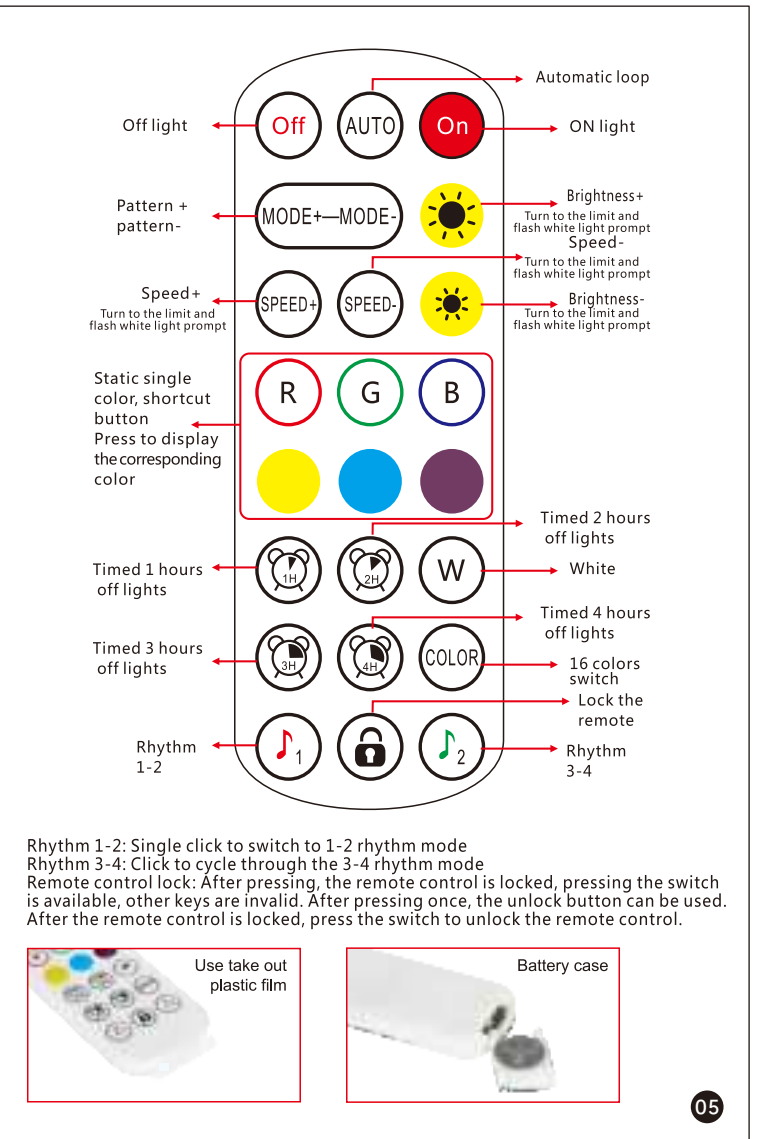 Automatic loop
Off light
Off
AUTO
On
ON light
Pattern +
pattern-
MODE+—MODE-
Brightness+
Turn to the limit and
flash white light prompt
Speed-
Turn to the limit and
flash white light prompt
Speed+
Turn to the limit and
flash white light prompt
SPEED+
SPEED-
Brightness-
Turn to the limit and
flash white light prompt
Static single
color, shortcut
button
Press to display
the corresponding
color
R
G
B
Timed 2 hours
off lights
Timed 1 hours
off lights
1H
2H
W
White
Timed 4 hours
off lights
Timed 3 hours
off lights
3H
4H
COLOR
16 colors
switch
Lock the
remote
Rhythm
1-2
1
2
Rhythm
3-4
Rhythm 1-2: Single click to switch to 1-2 rhythm mode
Rhythm 3-4: Click to cycle through the 3-4 rhythm mode
Remote control lock: After pressing, the remote control is locked, pressing the switch
is available, other keys are invalid. After pressing once, the unlock button can be used.
After the remote control is locked, press the switch to unlock the remote control.
Use take out
plastic film
Battery case
05